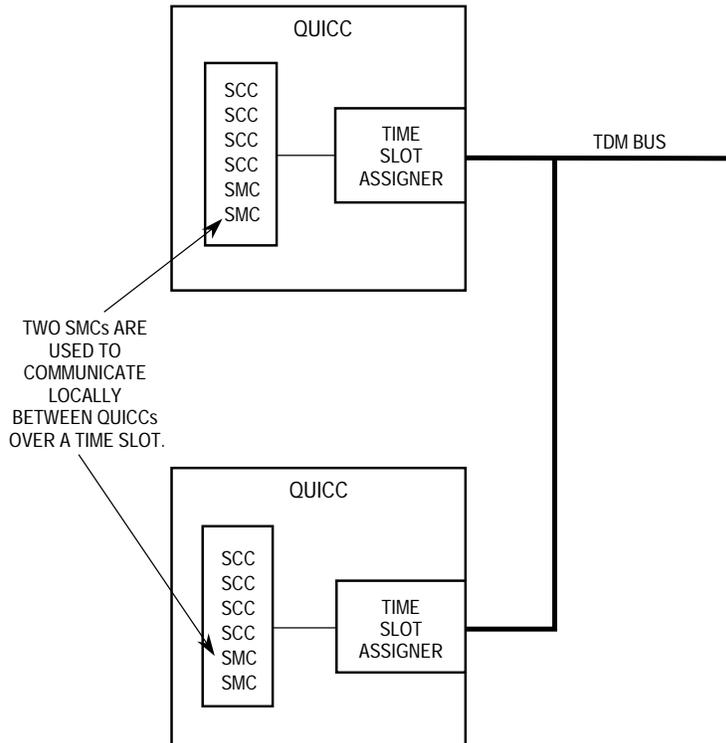 QUICC
SCC
SCC
SCC
SCC
SMC
SMC
TIME
SLOT
ASSIGNER
TDM BUS
TWO SMCs ARE
USED TO
COMMUNICATE
LOCALLY
BETWEEN QUICCs
OVER A TIME SLOT.
QUICC
SCC
SCC
SCC
SCC
SMC
SMC
TIME
SLOT
ASSIGNER